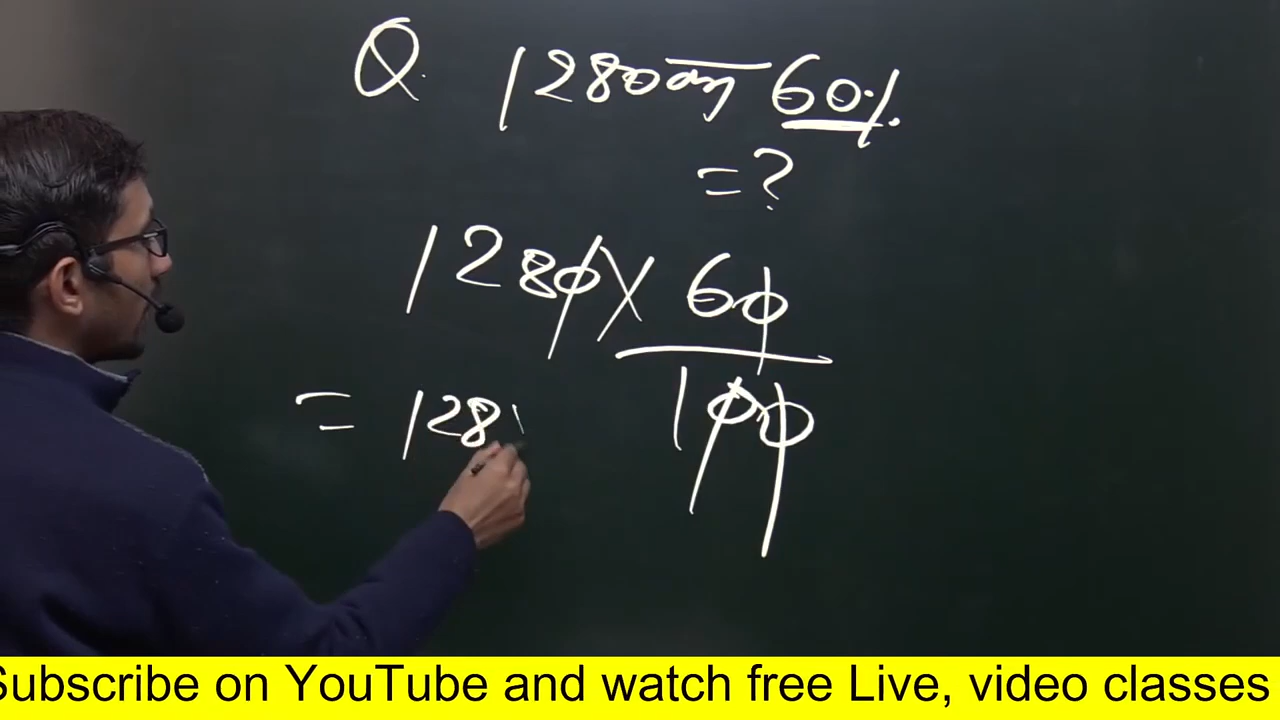 Q. 1280 का 60%
= ?
1280 X 60
100
= 128
Subscribe on YouTube and watch free Live, video classes